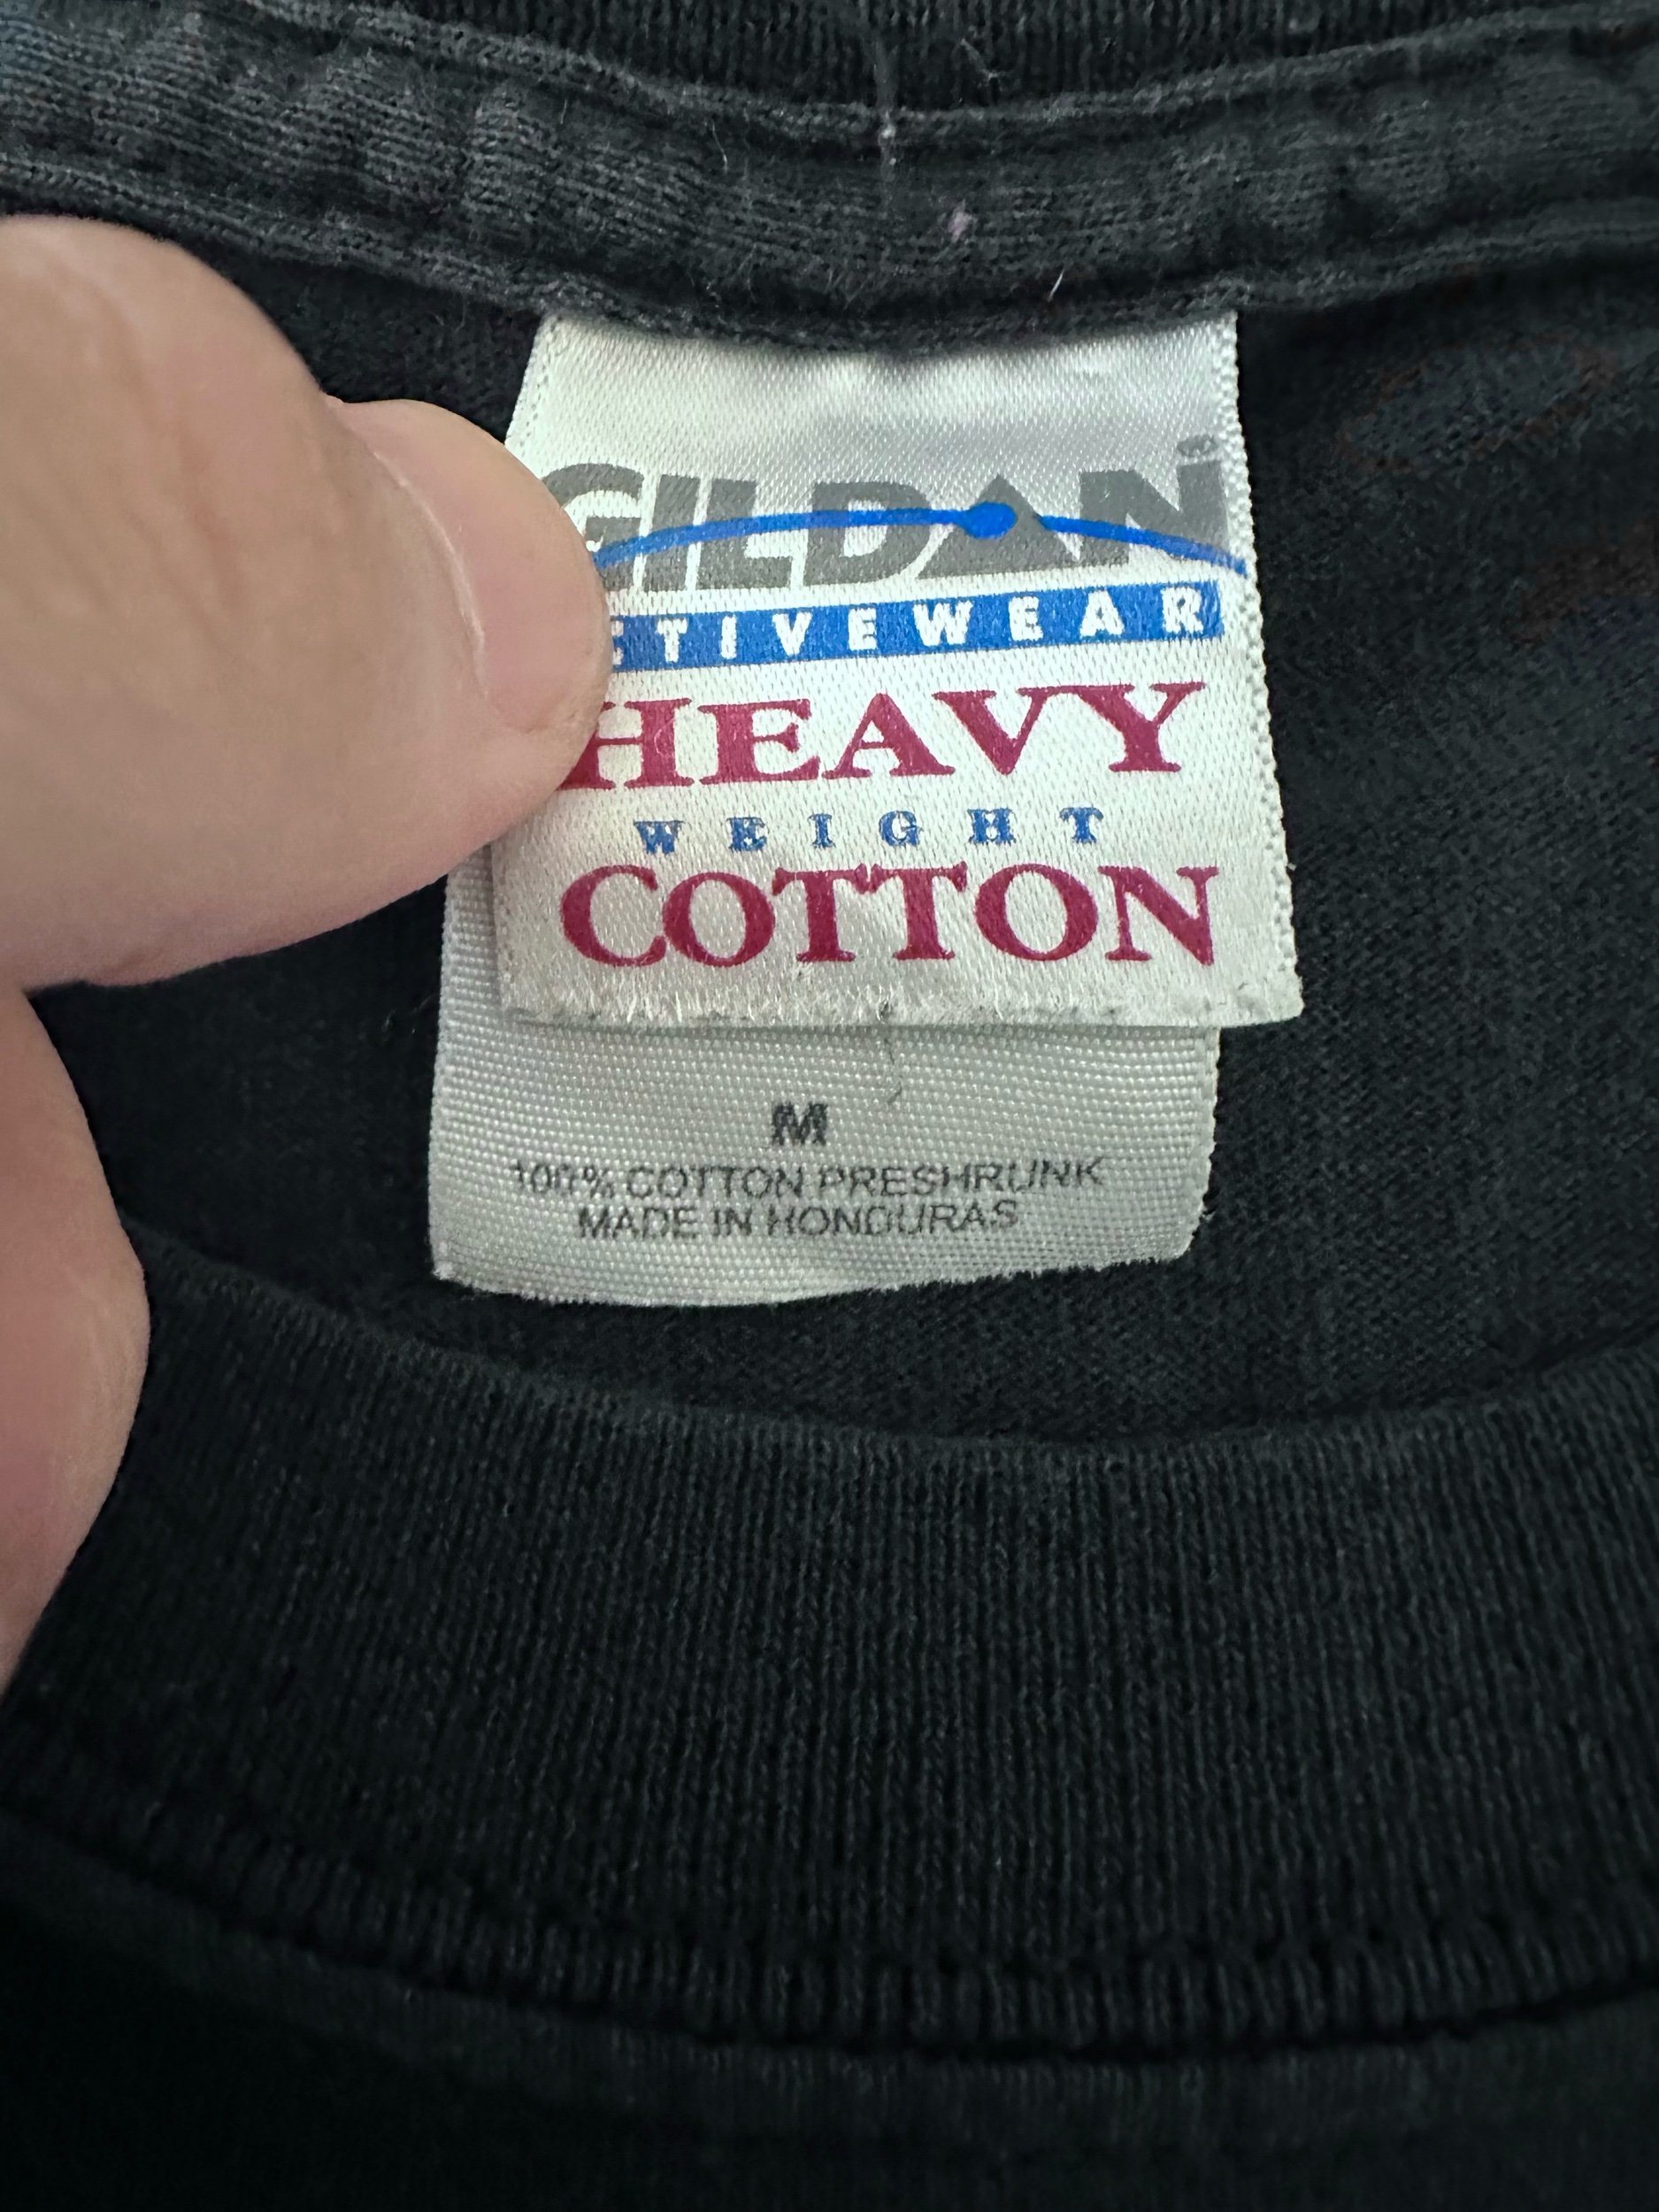 GILDAN
CTIVEWEAR
HEAVY
WEIGHT
COTTON
M
100% COTTON PRESHRUNK
MADE IN HONDURAS